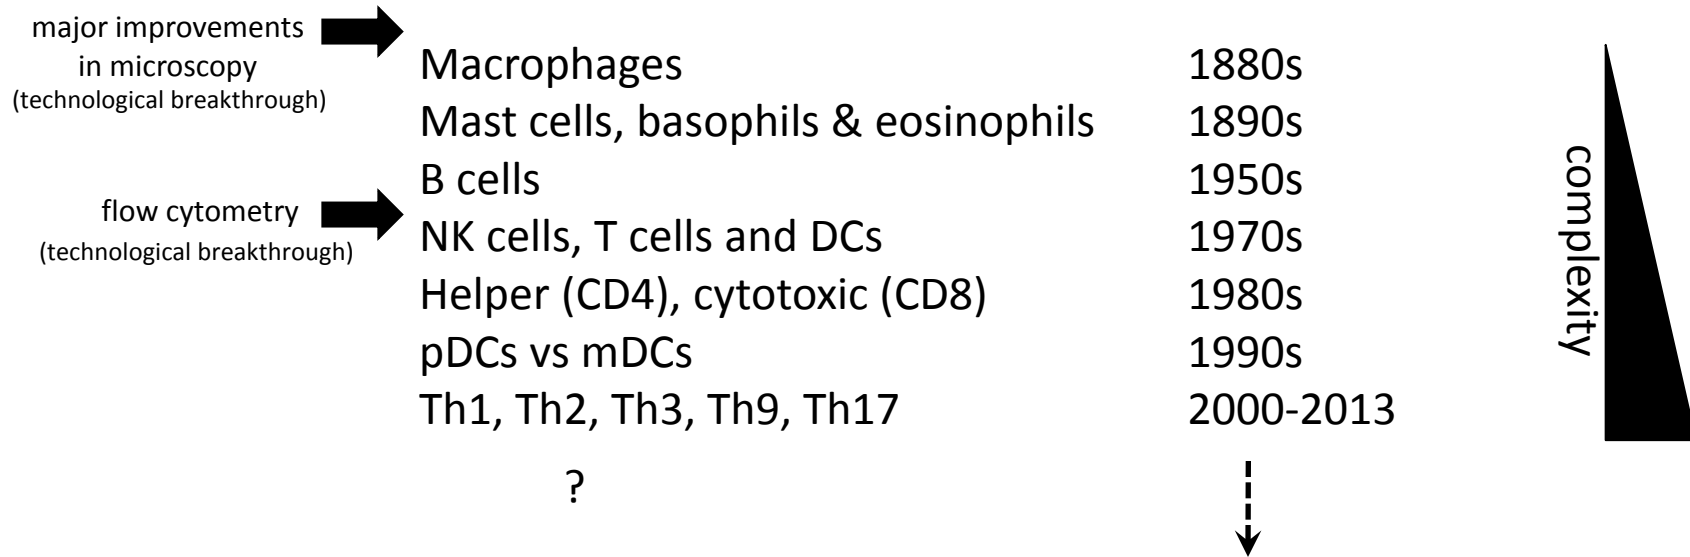 major improvements
in microscopy
(technological breakthrough)
Macrophages 1880s
Mast cells, basophils & eosinophils 1890s
B cells 1950s
flow cytometry
(technological breakthrough)
NK cells, T cells and DCs 1970s
Helper (CD4), cytotoxic (CD8) 1980s
pDCs vs mDCs 1990s
Th1, Th2, Th3, Th9, Th17 2000-2013
?
complexity